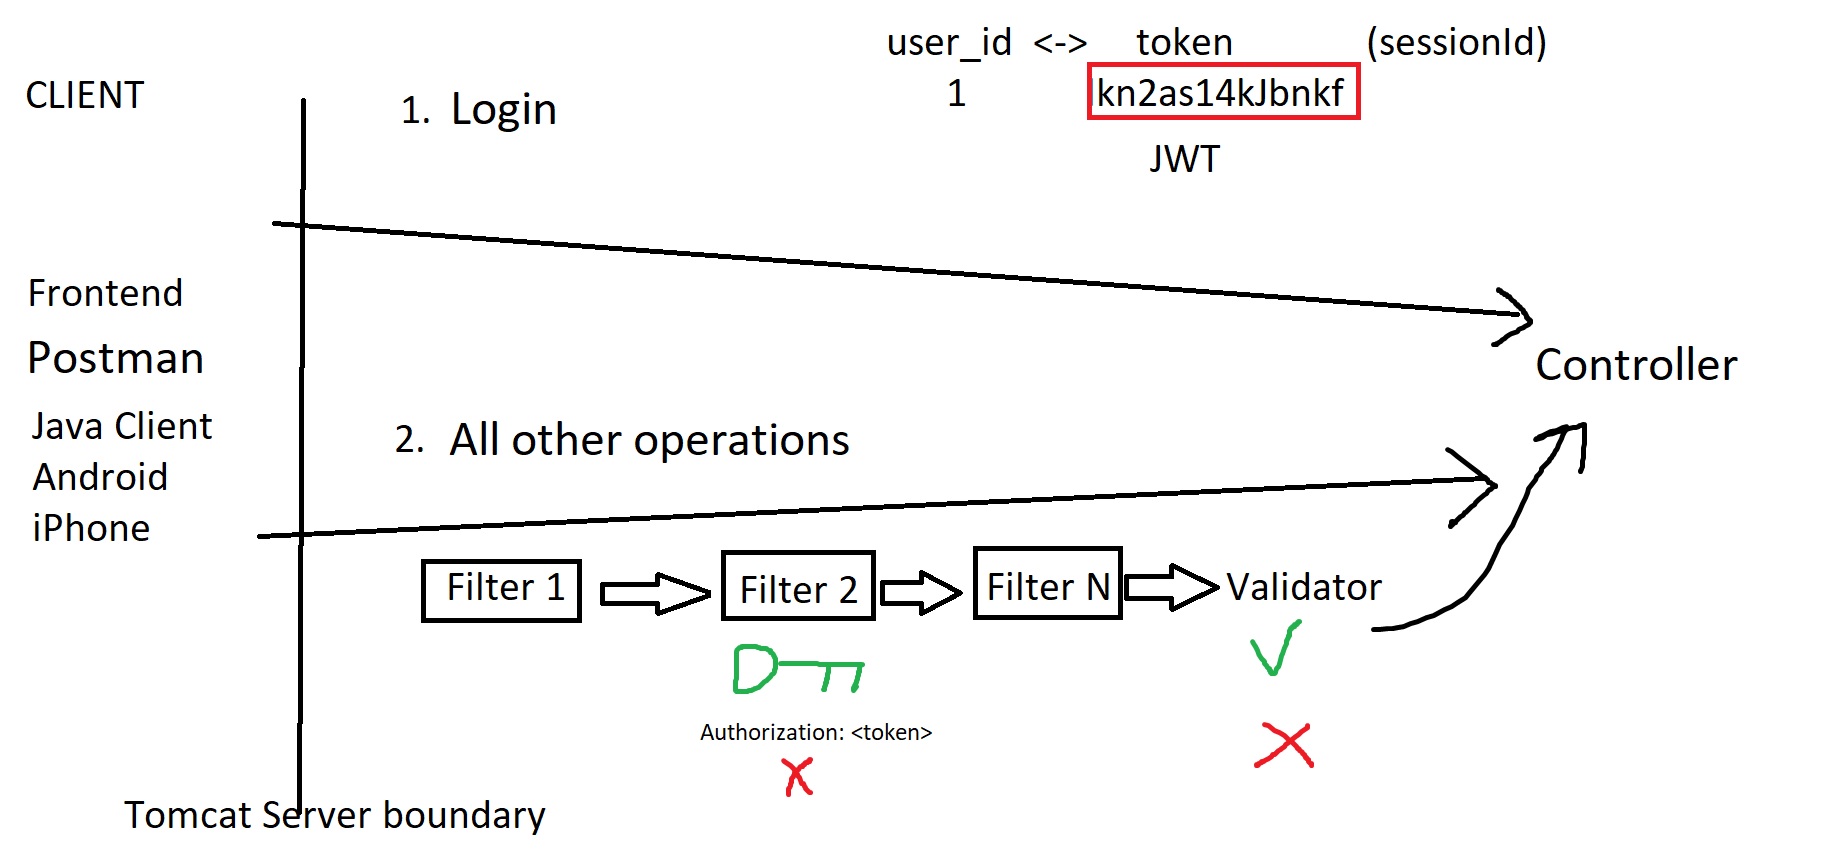 user_id <-> token (sessionId)
CLIENT
1. Login
1 kn2as14kJbnkf
JWT
Frontend
Postman
Controller
Java Client
2. All other operations
Android
iPhone
Filter 1
Filter 2
Filter N
Validator
Authorization: <token>
Tomcat Server boundary